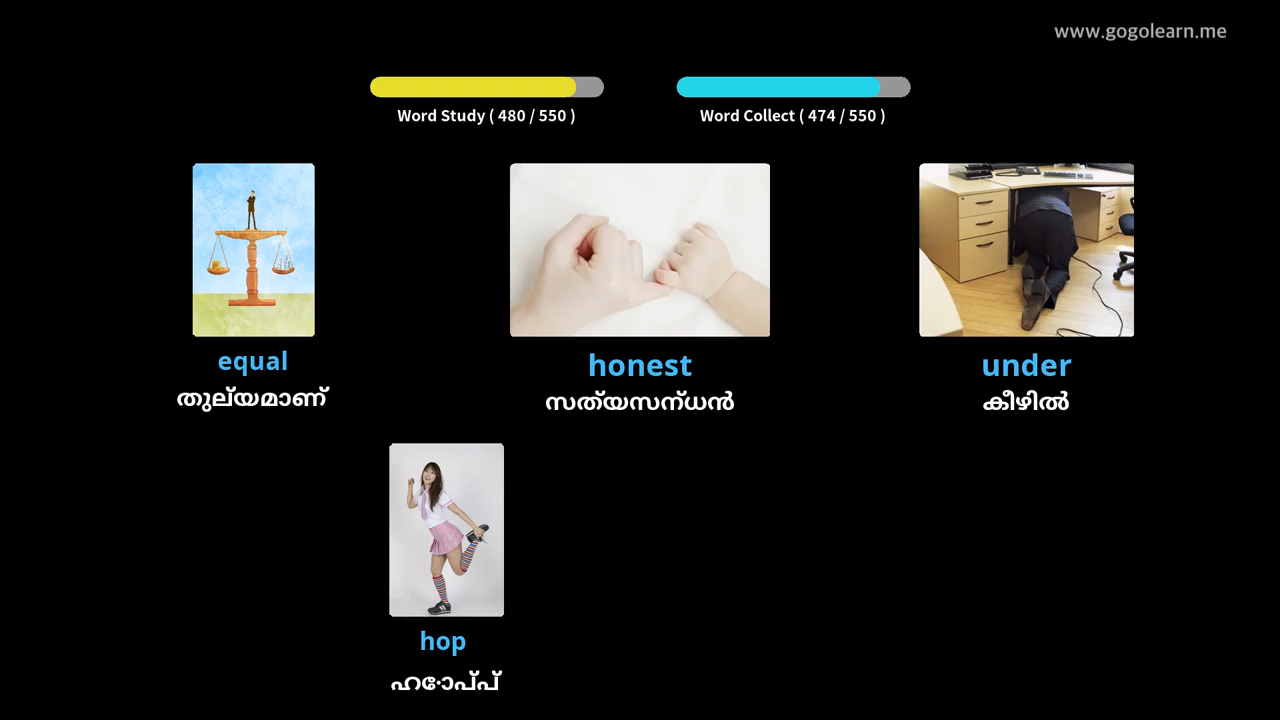 www.gogolearn.me
Word Study ( 480 / 550 )
Word Collect ( 474 / 550 )
equal
തുല്യമാണ്
honest
സത്യസന്ധൻ
under
കീഴിൽ
hop
ഹോപ്പ്